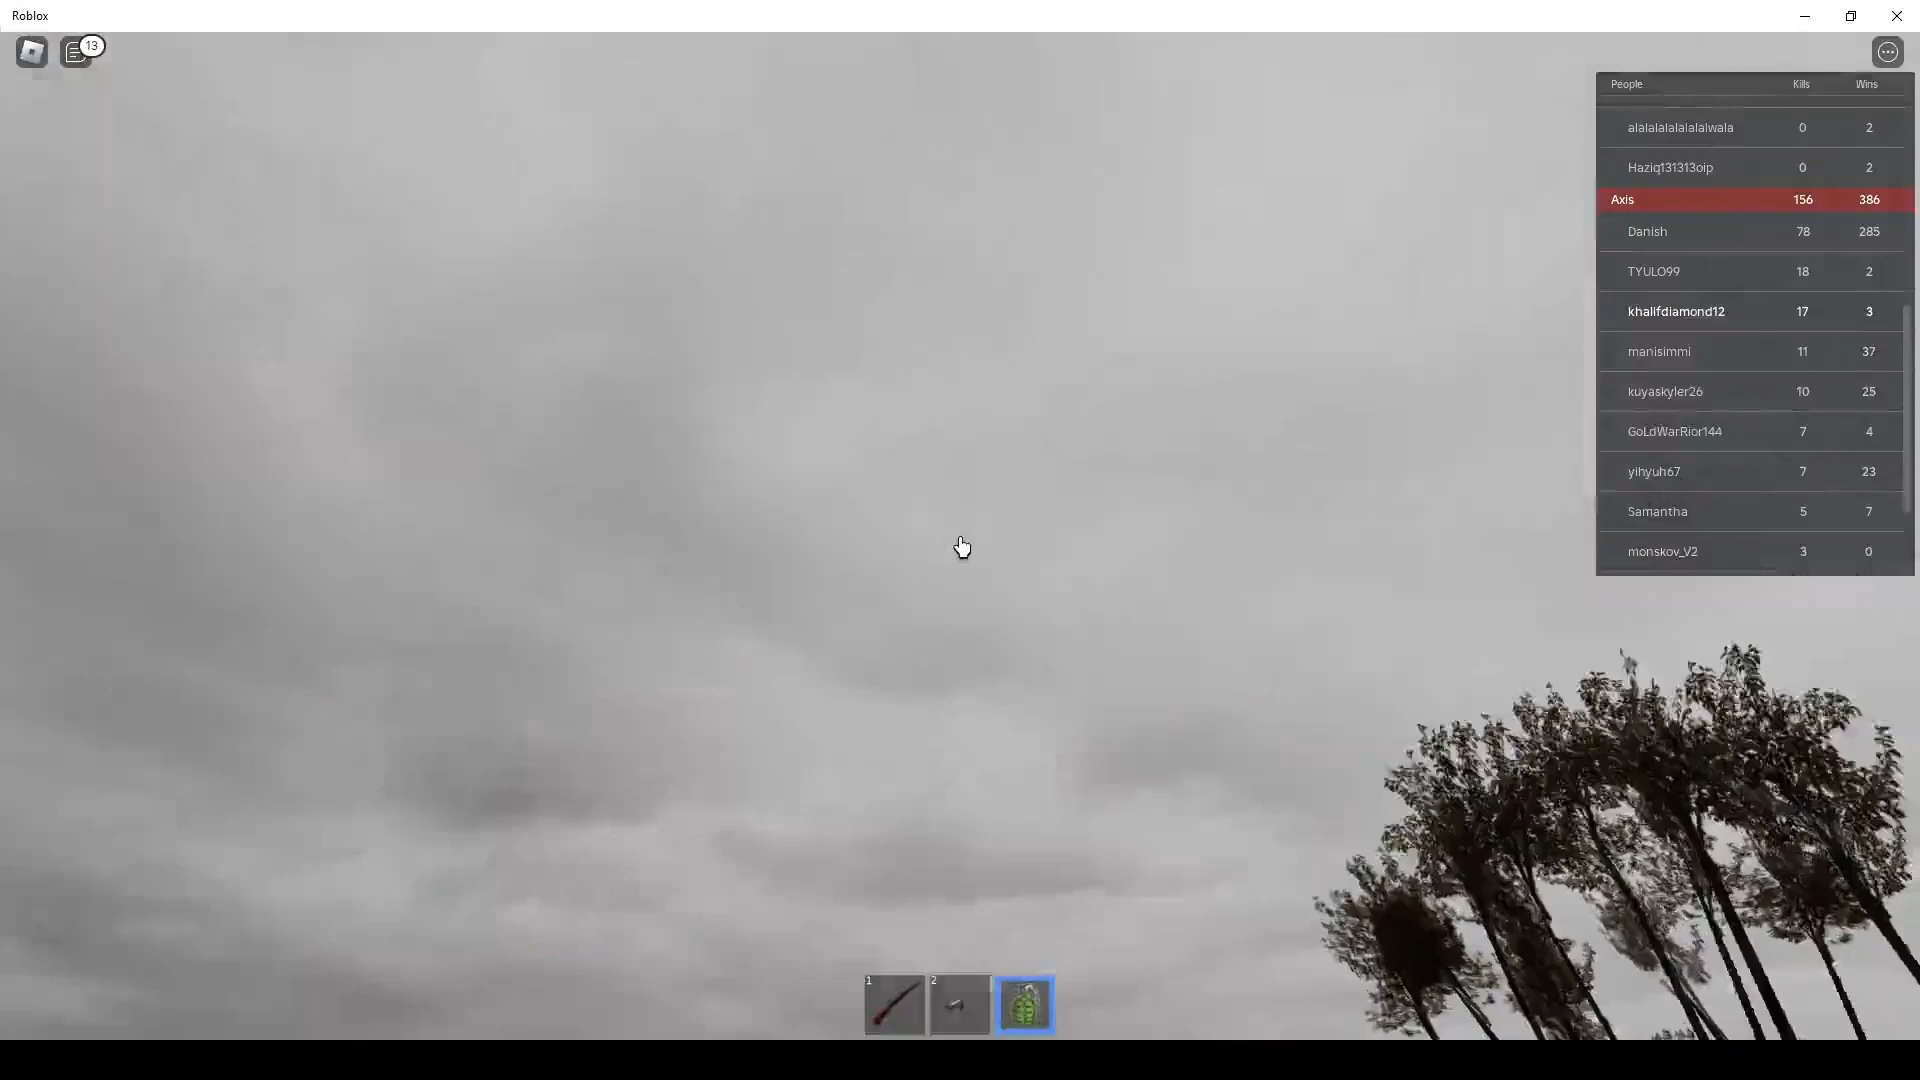 Roblox
13
People Kills Wins
alalalalalalalalwala 0 2
Haziq131313oip 0 2
Axis 156 386
Danish 78 285
TYULO99 18 2
khalifdiamond12 17 3
manisimmi 11 37
kuyaskyler26 10 25
GoLdWarRior144 7 4
yihyuh67 7 23
Samantha 5 7
monskov_V2 3 0
1 2